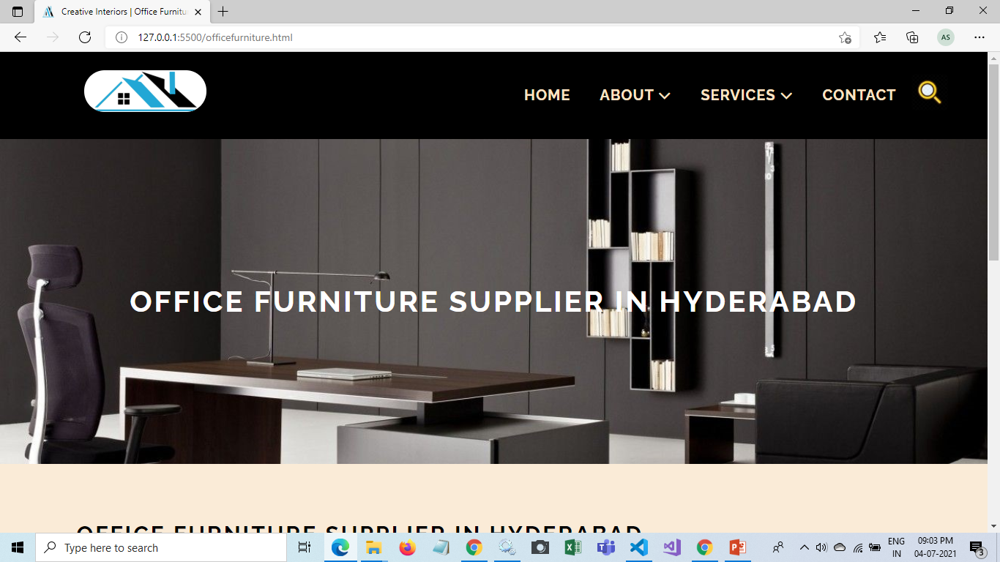 Creative Interiors | Office Furnitu
127.0.0.1:5500/officefurniture.html
AS
HOME
ABOUT
SERVICES
CONTACT
OFFICE FURNITURE SUPPLIER IN HYDERABAD
OFFICE FURNITURE SUPPLIER IN HYDERABAD
Type here to search
ENG
IN
09:03 PM
04-07-2021
3